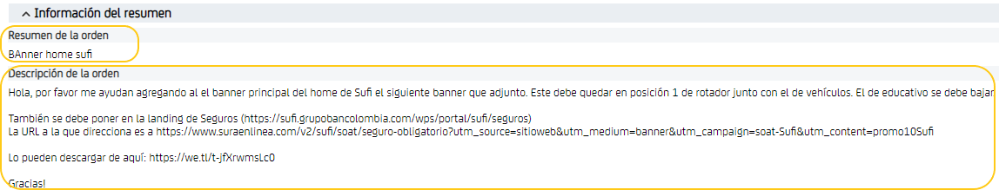 Información del resumen
Resumen de la orden
BAnner home sufi
Descripción de la orden
Hola, por favor me ayudan agregando al el banner principal del home de Sufi el siguiente banner que adjunto. Este debe quedar en posición 1 de rotador junto con el de vehículos. El de educativo se debe bajar
También se debe poner en la landing de Seguros (https://sufi.grupobancolombia.com/wps/portal/sufi/seguros)
La URL a la que direcciona es a https://www.suraenlinea.com/v2/sufi/soat/seguro-obligatorio?utm_source=sitioweb&utm_medium=banner&utm_campaign=soat-Sufi&utm_content=promo10Sufi
Lo pueden descargar de aquí: https://we.tl/t-jfXrwmsLc0
Gracias!